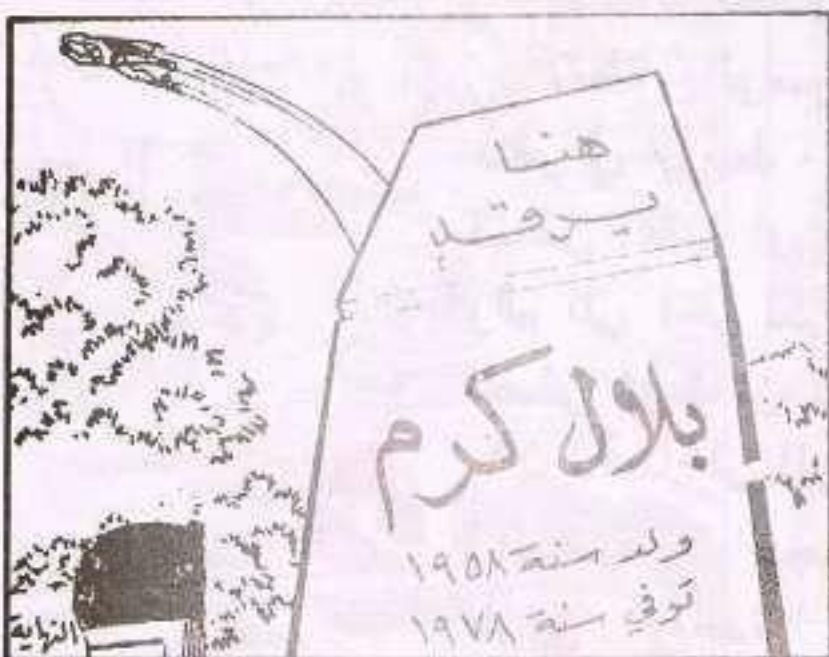 هنا
يرقد
بلال كرم
ولد سنة ١٩٥٨
توفي سنة ١٩٧٨
النهاية